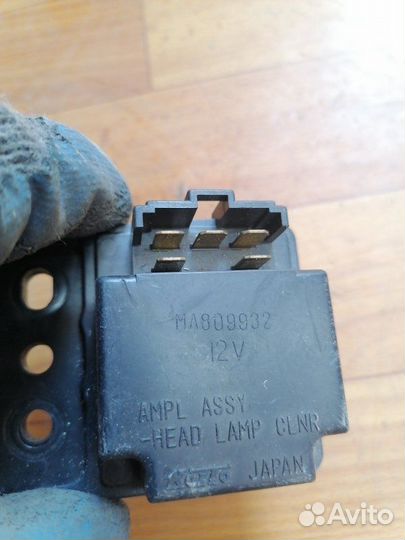 MA809932
12V
AMPL ASSY
-HEAD LAMP CLNR
JAPAN
Avito